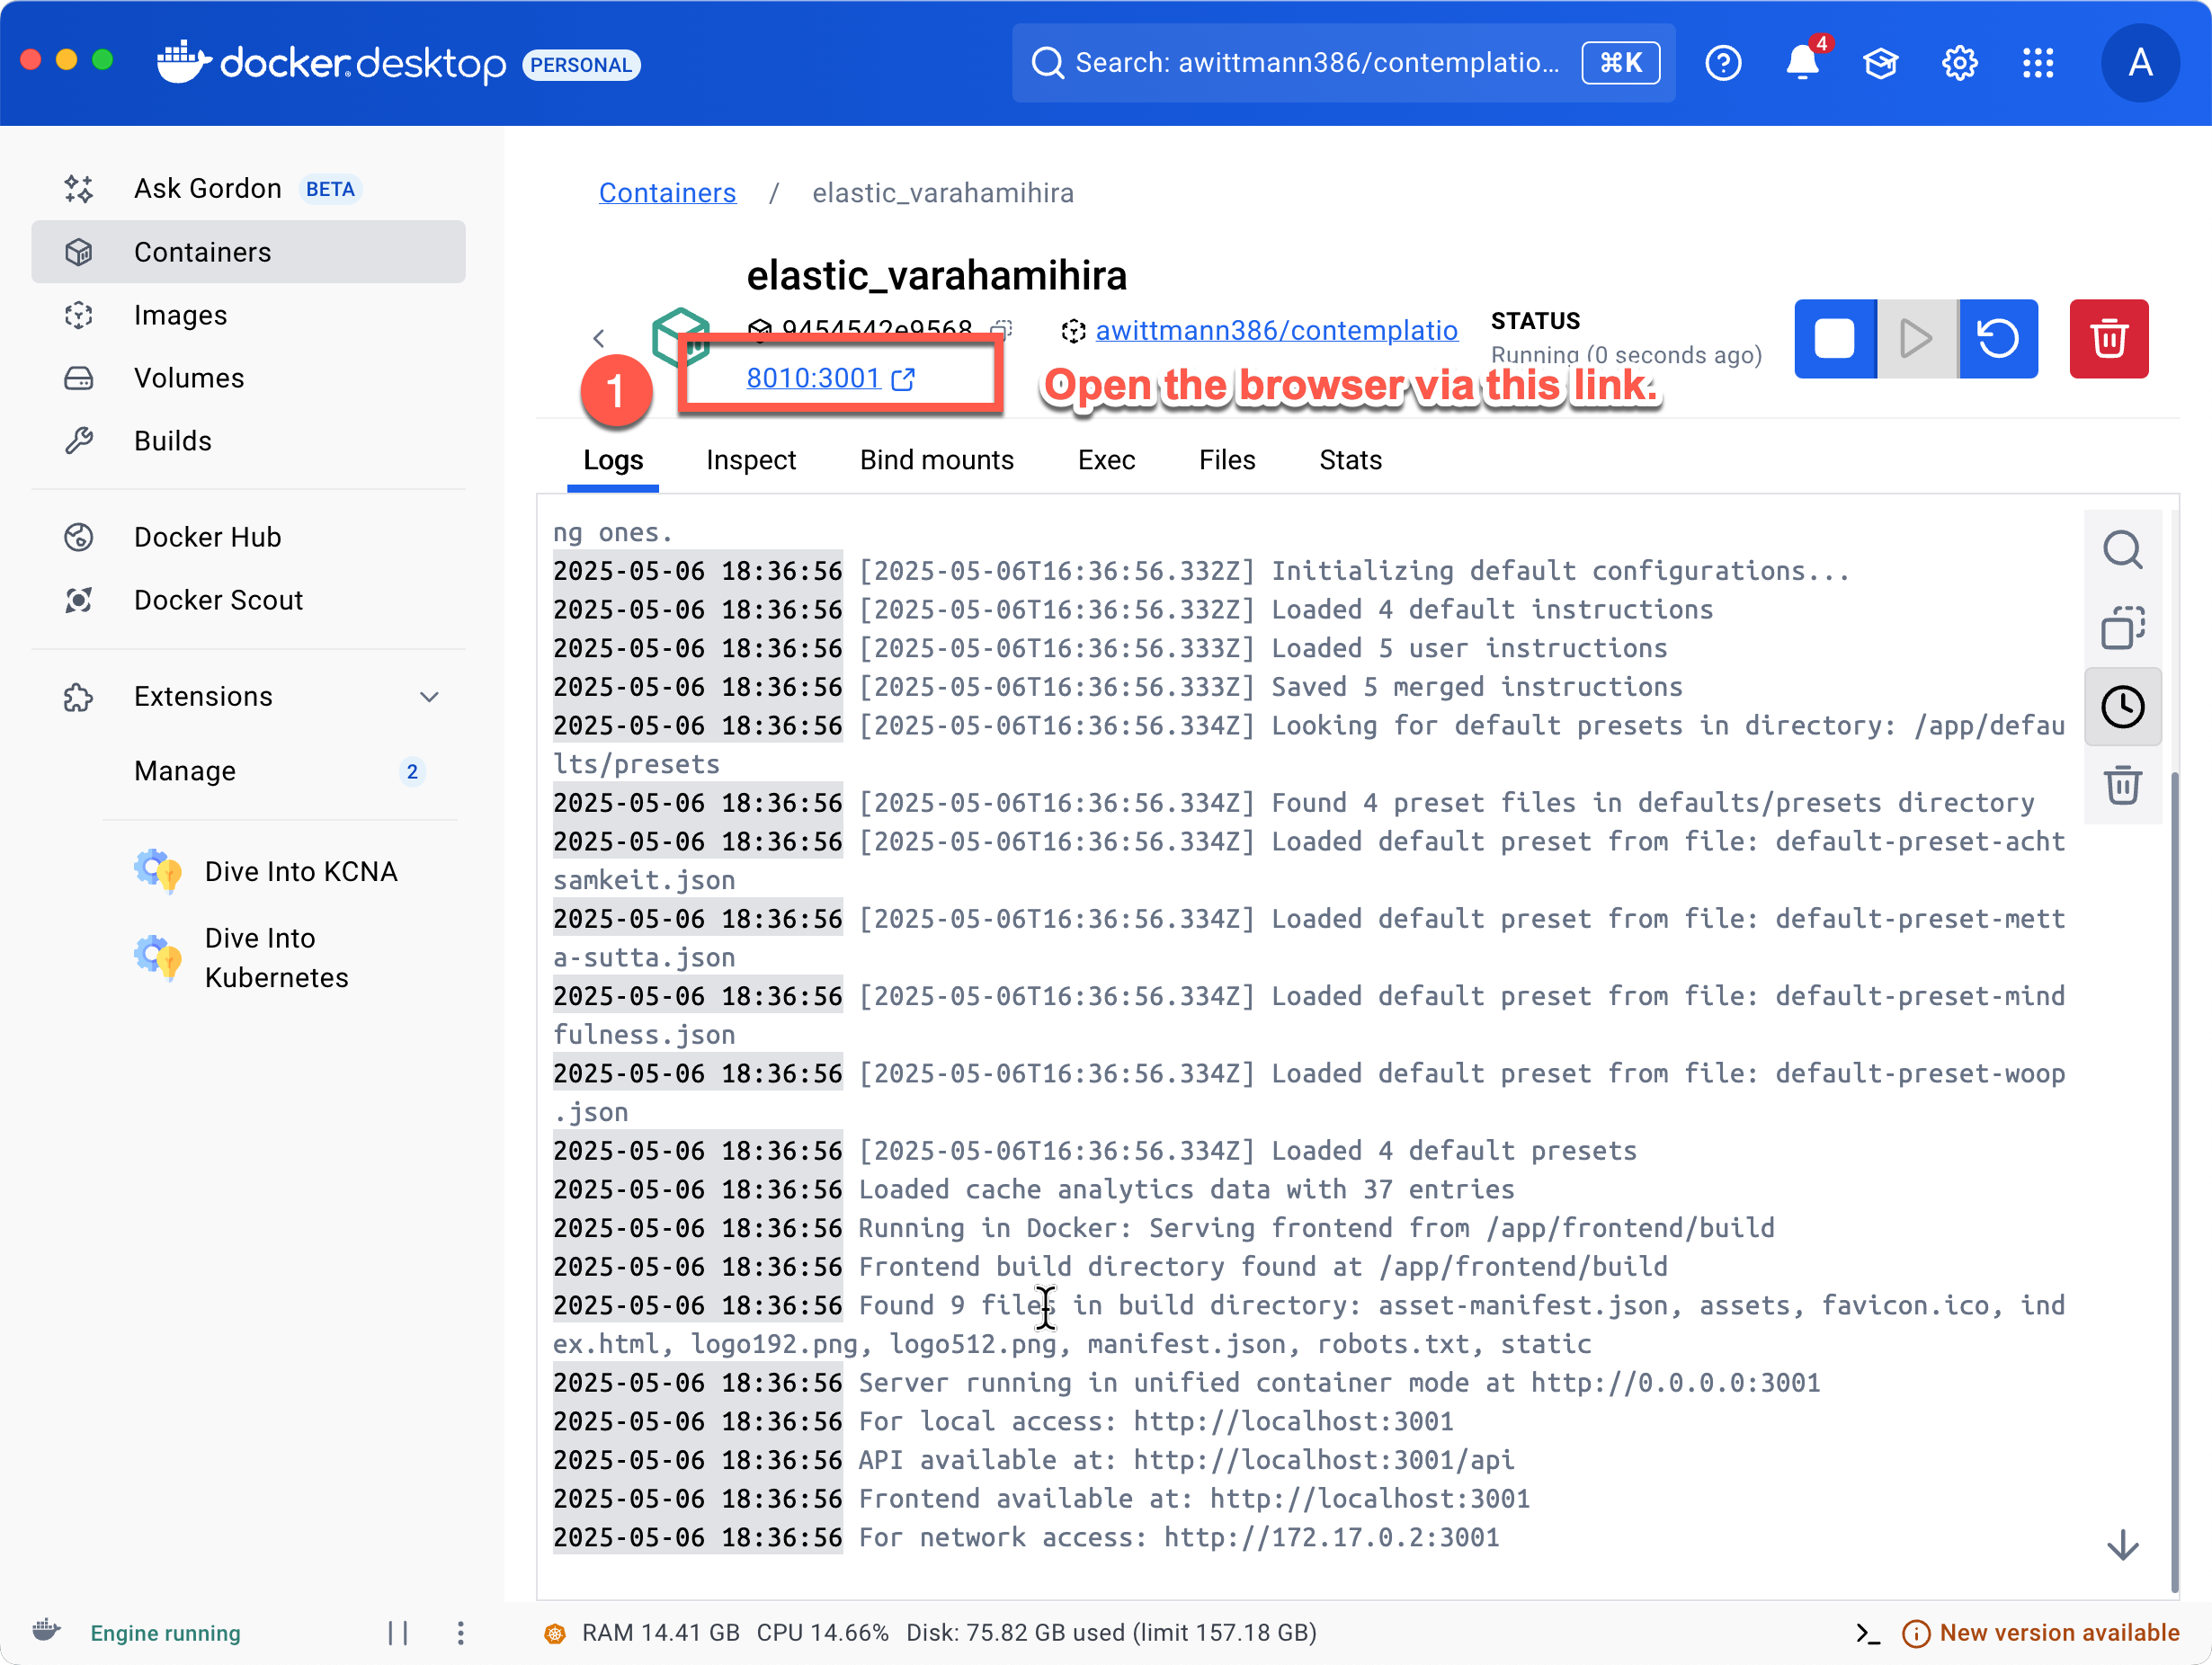 docker.desktop PERSONAL
Search: awittmann386/contemplatio... ⌘K
4
A
Ask Gordon BETA
Containers
Images
Volumes
Builds
Docker Hub
Docker Scout
Extensions
Manage 2
Dive Into KCNA
Dive Into
Kubernetes
Containers / elastic_varahamihira
elastic_varahamihira
9454542e9568 awittmann386/contemplatio
STATUS
Running (0 seconds ago)
1 8010:3001 Open the browser via this link.
Logs Inspect Bind mounts Exec Files Stats
ng ones.
2025-05-06 18:36:56 [2025-05-06T16:36:56.332Z] Initializing default configurations...
2025-05-06 18:36:56 [2025-05-06T16:36:56.332Z] Loaded 4 default instructions
2025-05-06 18:36:56 [2025-05-06T16:36:56.333Z] Loaded 5 user instructions
2025-05-06 18:36:56 [2025-05-06T16:36:56.333Z] Saved 5 merged instructions
2025-05-06 18:36:56 [2025-05-06T16:36:56.334Z] Looking for default presets in directory: /app/defau
lts/presets
2025-05-06 18:36:56 [2025-05-06T16:36:56.334Z] Found 4 preset files in defaults/presets directory
2025-05-06 18:36:56 [2025-05-06T16:36:56.334Z] Loaded default preset from file: default-preset-acht
samkeit.json
2025-05-06 18:36:56 [2025-05-06T16:36:56.334Z] Loaded default preset from file: default-preset-mett
a-sutta.json
2025-05-06 18:36:56 [2025-05-06T16:36:56.334Z] Loaded default preset from file: default-preset-mind
fulness.json
2025-05-06 18:36:56 [2025-05-06T16:36:56.334Z] Loaded default preset from file: default-preset-woop
.json
2025-05-06 18:36:56 [2025-05-06T16:36:56.334Z] Loaded 4 default presets
2025-05-06 18:36:56 Loaded cache analytics data with 37 entries
2025-05-06 18:36:56 Running in Docker: Serving frontend from /app/frontend/build
2025-05-06 18:36:56 Frontend build directory found at /app/frontend/build
2025-05-06 18:36:56 Found 9 files in build directory: asset-manifest.json, assets, favicon.ico, ind
ex.html, logo192.png, logo512.png, manifest.json, robots.txt, static
2025-05-06 18:36:56 Server running in unified container mode at http://0.0.0.0:3001
2025-05-06 18:36:56 For local access: http://localhost:3001
2025-05-06 18:36:56 API available at: http://localhost:3001/api
2025-05-06 18:36:56 Frontend available at: http://localhost:3001
2025-05-06 18:36:56 For network access: http://172.17.0.2:3001
Engine running
RAM 14.41 GB CPU 14.66% Disk: 75.82 GB used (limit 157.18 GB)
New version available